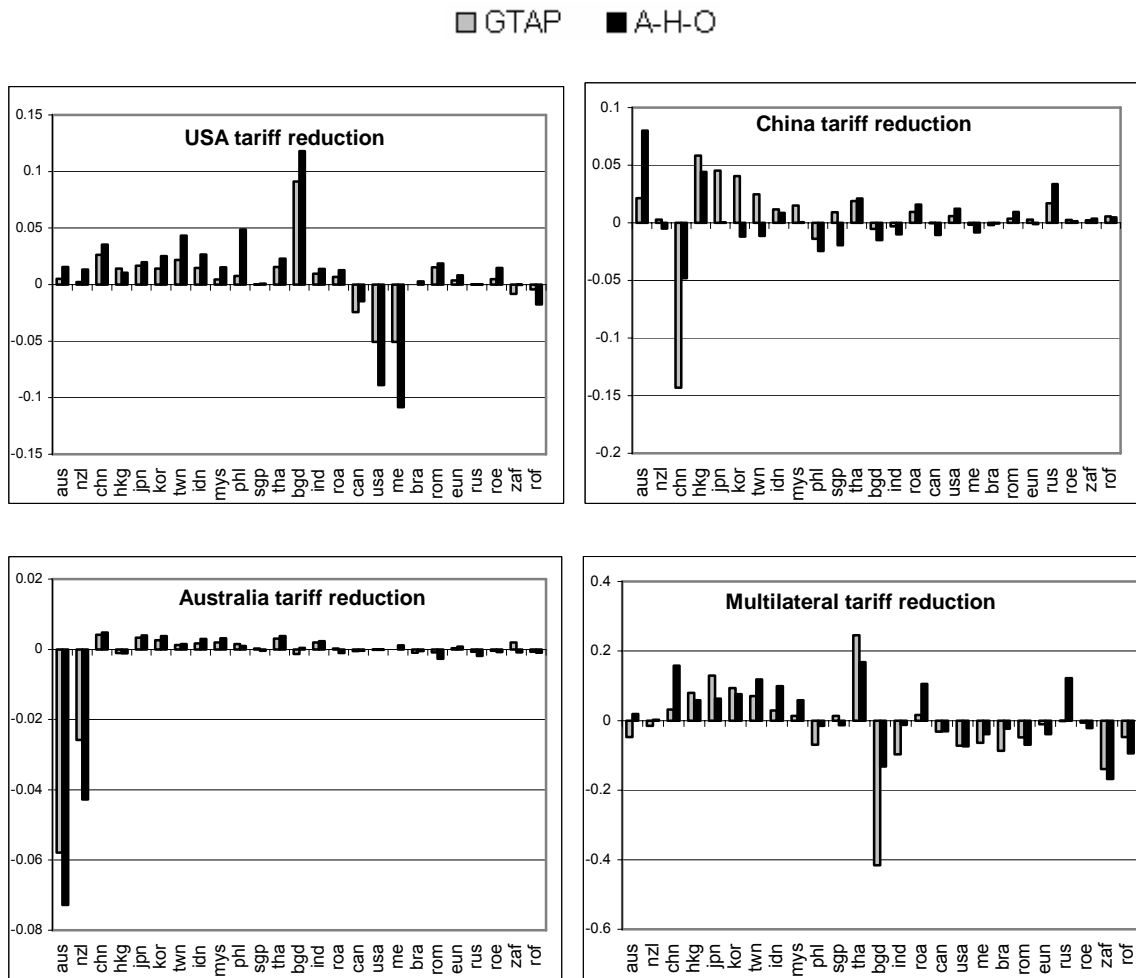 GTAP A-H-O
USA tariff reduction
0.15
0.1
0.05
0
-0.05
-0.1
-0.15
aus nzl chn hkg jpn kor twn idn mys phl sgp tha bgd ind roa can usa me bra rom eun rus roe zaf rof
China tariff reduction
0.1
0.05
0
-0.05
-0.1
-0.15
-0.2
aus nzl chn hkg jpn kor twn idn mys phl sgp tha bgd ind roa can usa me bra rom eun rus roe zaf rof
Australia tariff reduction
0.02
0
-0.02
-0.04
-0.06
-0.08
aus nzl chn hkg jpn kor twn idn mys phl sgp tha bgd ind roa can usa me bra rom eun rus roe zaf rof
Multilateral tariff reduction
0.4
0.2
0
-0.2
-0.4
-0.6
aus nzl chn hkg jpn kor twn idn mys phl sgp tha bgd ind roa can usa me bra rom eun rus roe zaf rof